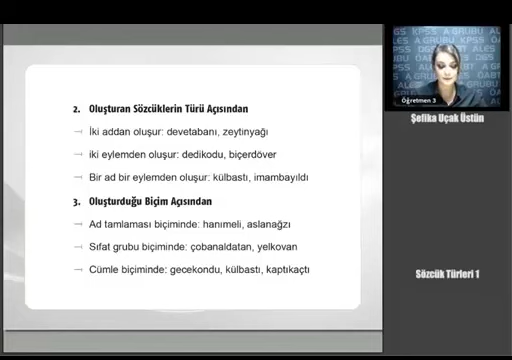 2. Oluşturan Sözcüklerin Türü Açısından
→ İki addan oluşur: devetabanı, zeytinyağı
→ iki eylemden oluşur: dedikodu, biçerdöver
→ Bir ad bir eylemden oluşur: külbastı, imambayıldı
3. Oluşturduğu Biçim Açısından
→ Ad tamlaması biçiminde: hanımeli, aslanağzı
→ Sıfat grubu biçiminde: çobanaldatan, yelkovan
→ Cümle biçiminde: gecekondu, külbastı, kaptıkaçtı
Öğretmen 3
Şefika Uçak Üstün
Sözcük Türleri 1